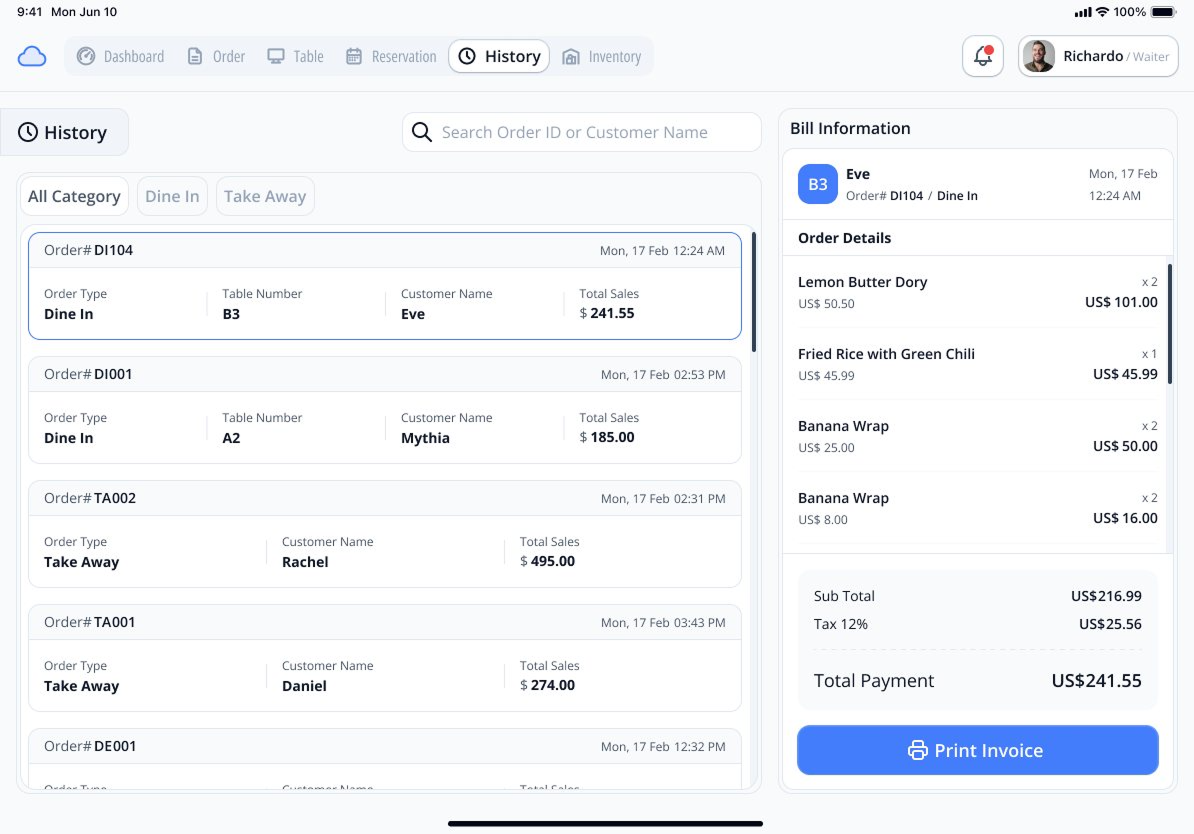 9:41 Mon Jun 10
100%
Dashboard
Order
Table
Reservation
History
Inventory
Richardo / Waiter
History
Search Order ID or Customer Name
All Category
Dine In
Take Away
Order# DI104
Mon, 17 Feb 12:24 AM
Order Type
Dine In
Table Number
B3
Customer Name
Eve
Total Sales
$ 241.55
Order# DI001
Mon, 17 Feb 02:53 PM
Order Type
Dine In
Table Number
A2
Customer Name
Mythia
Total Sales
$ 185.00
Order# TA002
Mon, 17 Feb 02:31 PM
Order Type
Take Away
Customer Name
Rachel
Total Sales
$ 495.00
Order# TA001
Mon, 17 Feb 03:43 PM
Order Type
Take Away
Customer Name
Daniel
Total Sales
$ 274.00
Order# DE001
Mon, 17 Feb 12:32 PM
Order Type
Customer Name
Total Sales
Bill Information
B3
Eve
Order# DI104 / Dine In
Mon, 17 Feb
12:24 AM
Order Details
Lemon Butter Dory
x 2
US$ 50.50
US$ 101.00
Fried Rice with Green Chili
x 1
US$ 45.99
US$ 45.99
Banana Wrap
x 2
US$ 25.00
US$ 50.00
Banana Wrap
x 2
US$ 8.00
US$ 16.00
Sub Total
US$216.99
Tax 12%
US$25.56
Total Payment
US$241.55
Print Invoice